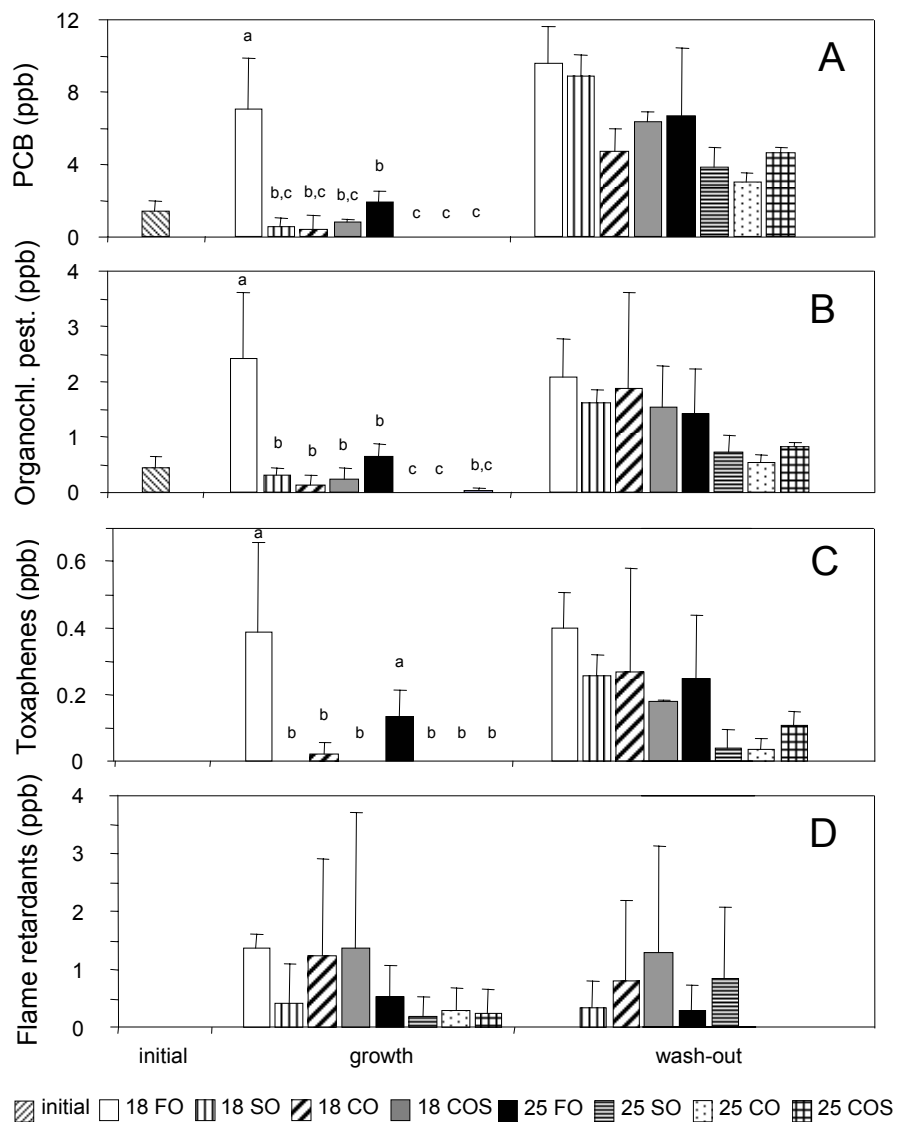 PCB (ppb)
12
8
4
0
a
b,c
b,c
b,c
b
c
c
c
A
Organochl. pest. (ppb)
4
3
2
1
0
a
b
b
b
b
c
c
b,c
B
Toxaphenes (ppb)
0.6
0.4
0.2
0
a
b
b
b
a
b
b
b
C
Flame retardants (ppb)
4
3
2
1
0
D
initial
growth
wash-out
initial 18 FO 18 SO 18 CO 18 COS 25 FO 25 SO 25 CO 25 COS